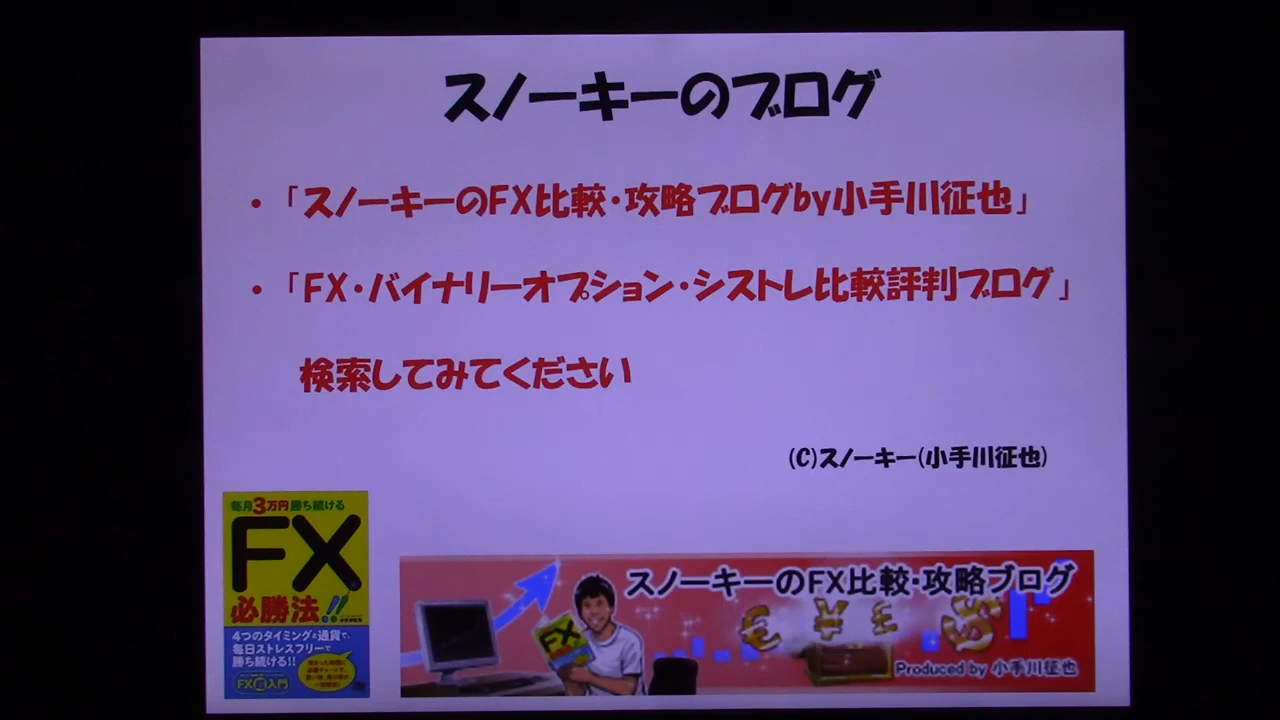 スノーキーのブログ
・「スノーキーのFX比較・攻略ブログby小手川征也」
・「FX・バイナリーオプション・シストレ比較評判ブログ」
検索してみてください
(C)スノーキー(小手川征也)
毎月3万円勝ち続ける
FX
必勝法!!
4つのタイミングと通貨で、
毎日ストレスフリーで
勝ち続ける!!
FX超入門
スノーキーのFX比較・攻略ブログ
FX
€ ¥ £ $
Produced by 小手川征也